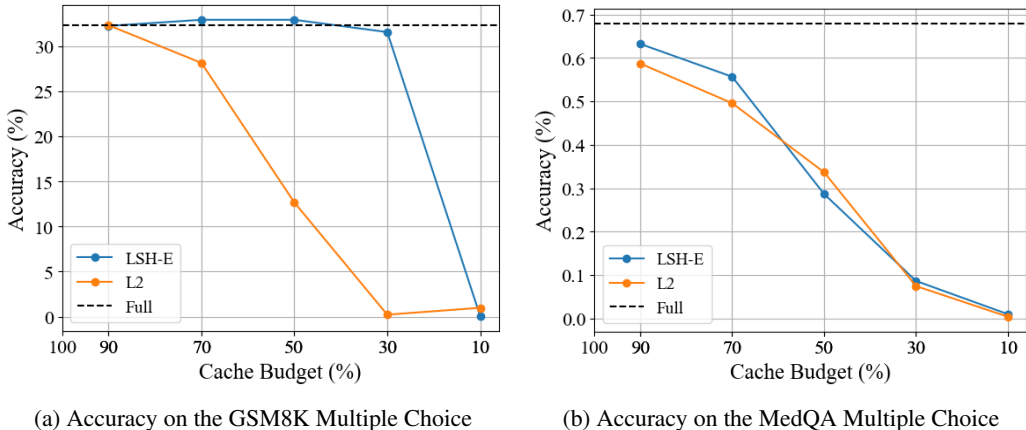 30
25
20
15
10
5
0
Accuracy (%)
LSH-E
L2
Full
100 90 70 50 30 10
Cache Budget (%)
(a) Accuracy on the GSM8K Multiple Choice
0.7
0.6
0.5
0.4
0.3
0.2
0.1
0.0
Accuracy (%)
LSH-E
L2
Full
100 90 70 50 30 10
Cache Budget (%)
(b) Accuracy on the MedQA Multiple Choice